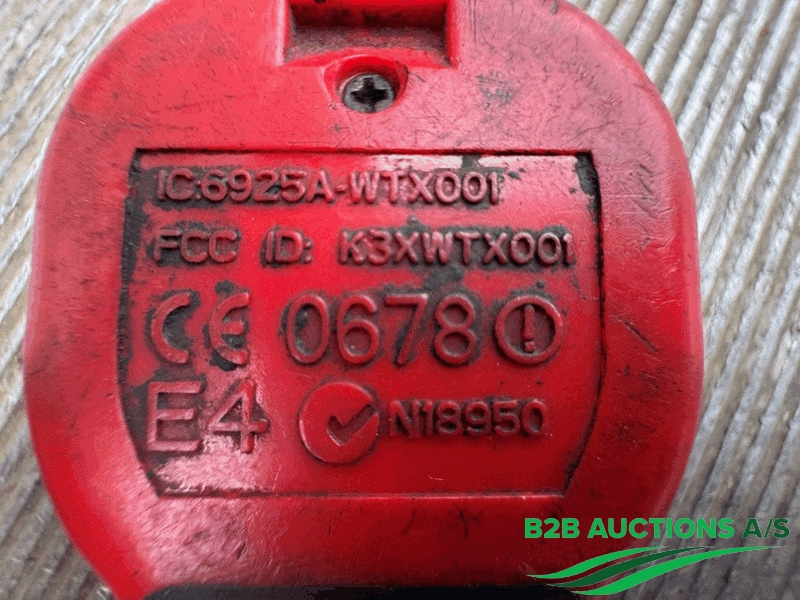 IC:6925A-WTX001
FCC ID: K3XWTX001
CE 0678 !
E4 N18950
B2B AUCTIONS A/S